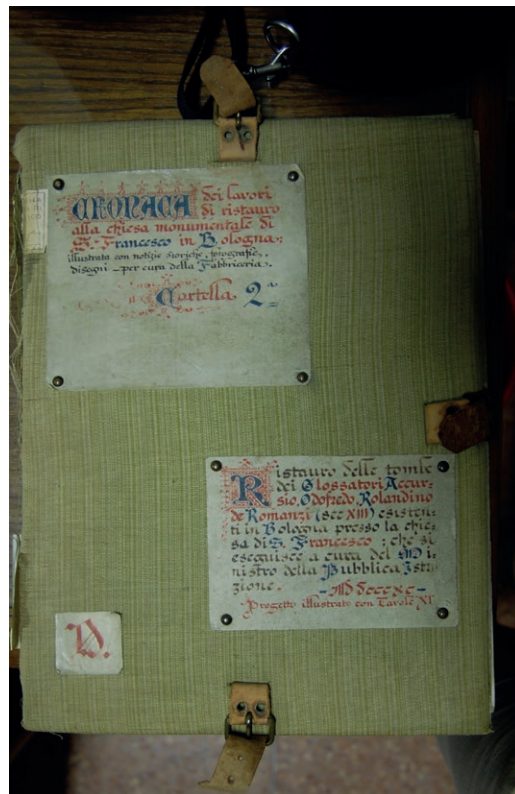 CRONACA dei lavori
di ristauro
alla chiesa monumentale di
S. Francesco in Bologna:
illustrata con notizie storiche, fotografie,
disegni - per cura della Fabbriceria.
Cartella 2ª
Ristauro delle tombe
dei Glossatori Accur=
sio, Odofredo, Rolandino
de Romanzi (sec XIII) esisten=
ti in Bologna presso la chie=
sa di S. Francesco : che si
eseguisce a cura del Mi=
nistro della Pubblica Istru=
zione.
- MDCCCXC -
Progetto illustrato con Tavole XI